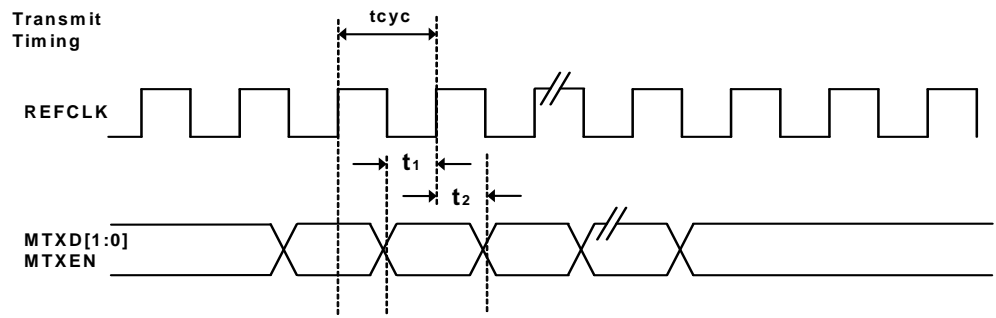 Transmit
Timing
tcyc
REFCLK
t1
t2
MTXD[1:0]
MTXEN